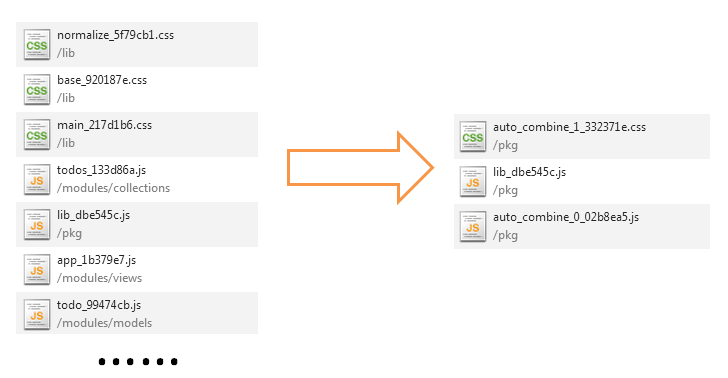 normalize_5f79cb1.css
/lib
base_920187e.css
/lib
main_217d1b6.css
/lib
todos_133d86a.js
/modules/collections
lib_dbe545c.js
/pkg
app_1b379e7.js
/modules/views
todo_99474cb.js
/modules/models
......
auto_combine_1_332371e.css
/pkg
lib_dbe545c.js
/pkg
auto_combine_0_02b8ea5.js
/pkg
CSS
CSS
CSS
JS
JS
JS
JS
CSS
JS
JS